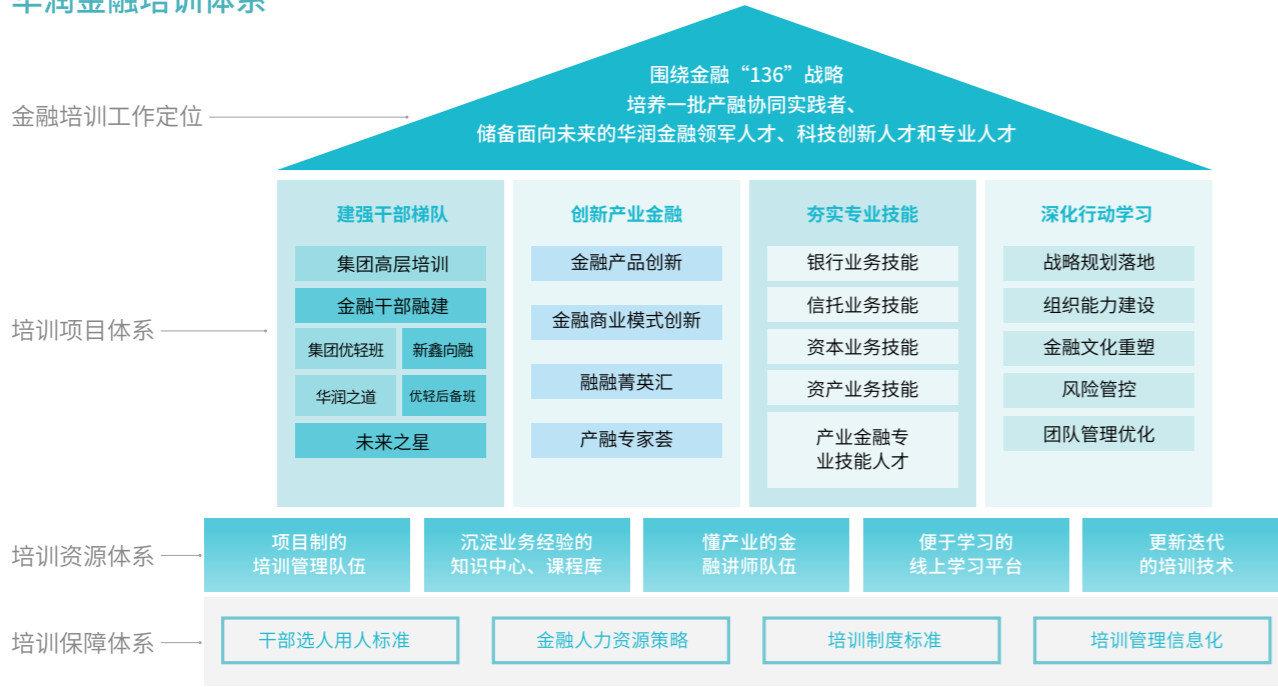 华润金融培训体系
金融培训工作定位
围绕金融“136”战略
培养一批产融协同实践者、
储备面向未来的华润金融领军人才、科技创新人才和专业人才
培训项目体系
建强干部梯队
集团高层培训
金融干部融建
集团优轻班
新鑫向融
华润之道
优轻后备班
未来之星
创新产业金融
金融产品创新
金融商业模式创新
融融菁英汇
产融专家荟
夯实专业技能
银行业务技能
信托业务技能
资本业务技能
资产业务技能
产业金融专
业技能人才
深化行动学习
战略规划落地
组织能力建设
金融文化重塑
风险管控
团队管理优化
培训资源体系
项目制的
培训管理队伍
沉淀业务经验的
知识中心、课程库
懂产业的金
融讲师队伍
便于学习的
线上学习平台
更新迭代
的培训技术
培训保障体系
干部选人用人标准
金融人力资源策略
培训制度标准
培训管理信息化